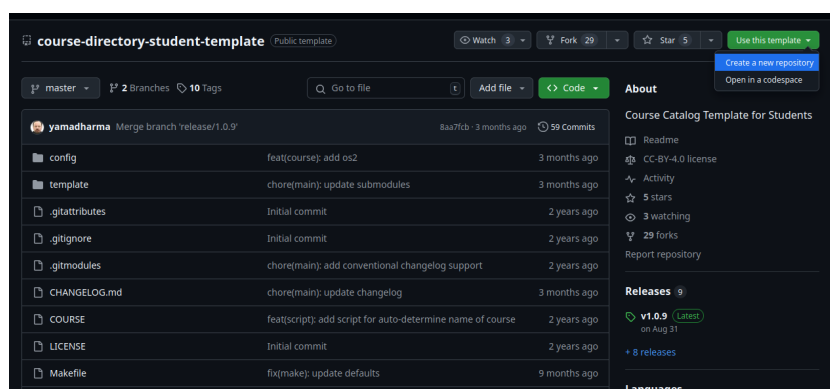 course-directory-student-template Public template Watch 3 Fork 29 Star 5 Use this template
Create a new repository
Open in a codespace
master 2 Branches 10 Tags Go to file t Add file Code
yamadharma Merge branch 'release/1.0.9' 8aa7fcb · 3 months ago 59 Commits
config feat(course): add os2 3 months ago
template chore(main): update submodules 3 months ago
.gitattributes Initial commit 2 years ago
.gitignore Initial commit 2 years ago
.gitmodules chore(main): add conventional changelog support 2 years ago
CHANGELOG.md chore(main): update changelog 3 months ago
COURSE feat(script): add script for auto-determine name of course 2 years ago
LICENSE Initial commit 2 years ago
Makefile fix(make): update defaults 9 months ago
About
Course Catalog Template for Students
Readme
CC-BY-4.0 license
Activity
5 stars
3 watching
29 forks
Report repository
Releases 9
v1.0.9 Latest
on Aug 31
+ 8 releases
Languages